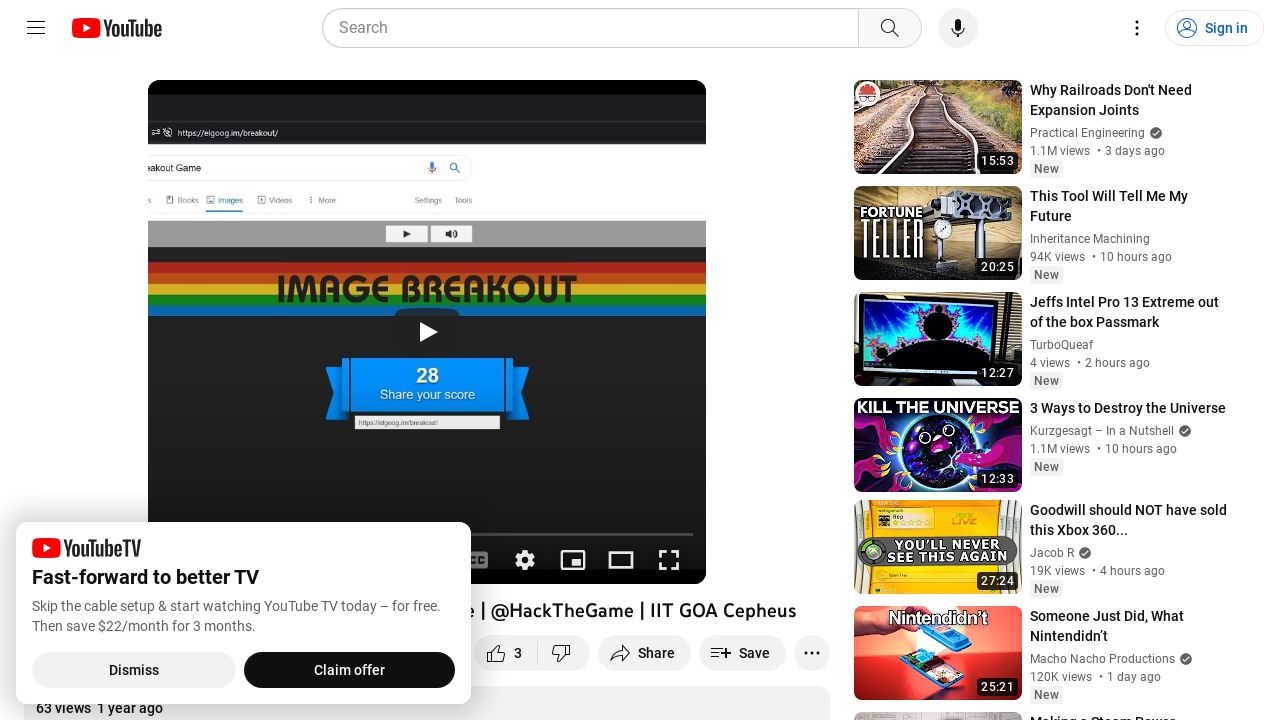 YouTube
Search
Sign in
https://elgoog.im/breakout/
eakout Game
Books
Images
Videos
More
Settings
Tools
IMAGE BREAKOUT
28
Share your score
https://elgoog.im/breakout/
YouTubeTV
Fast-forward to better TV
Skip the cable setup & start watching YouTube TV today – for free.
Then save $22/month for 3 months.
Dismiss
Claim offer
| @HackTheGame | IIT GOA Cepheus
3
Share
Save
63 views 1 year ago
15:53
Why Railroads Don't Need
Expansion Joints
Practical Engineering
1.1M views • 3 days ago
New
FORTUNE
TELLER
20:25
This Tool Will Tell Me My
Future
Inheritance Machining
94K views • 10 hours ago
New
12:27
Jeffs Intel Pro 13 Extreme out
of the box Passmark
TurboQueaf
4 views • 2 hours ago
New
KILL THE UNIVERSE
12:33
3 Ways to Destroy the Universe
Kurzgesagt – In a Nutshell
1.1M views • 10 hours ago
New
Rep
XBOX
LIVE
YOU'LL NEVER
SEE THIS AGAIN
27:24
Goodwill should NOT have sold
this Xbox 360...
Jacob R
19K views • 4 hours ago
New
Nintendidn't
25:21
Someone Just Did, What
Nintendidn't
Macho Nacho Productions
120K views • 1 day ago
New
Making a Steam Power